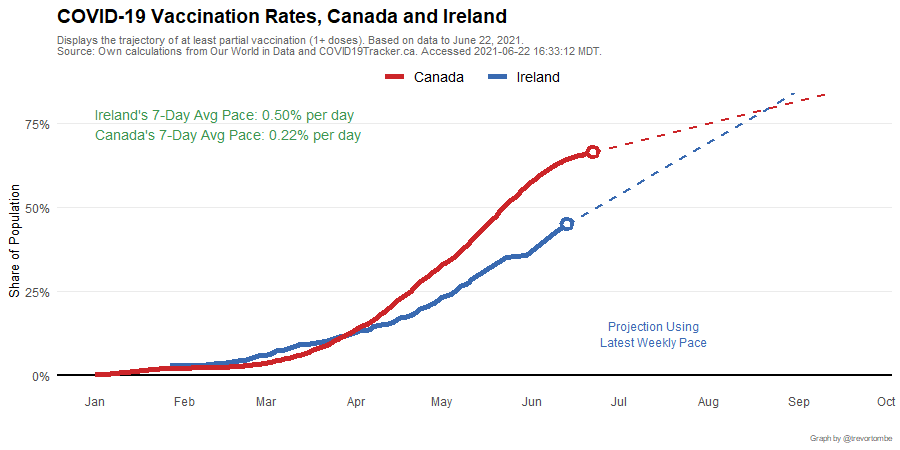 COVID-19 Vaccination Rates, Canada and Ireland
Displays the trajectory of at least partial vaccination (1+ doses). Based on data to June 22, 2021.
Source: Own calculations from Our World in Data and COVID19Tracker.ca. Accessed 2021-06-22 16:33:12 MDT.
Canada Ireland
Ireland's 7-Day Avg Pace: 0.50% per day
Canada's 7-Day Avg Pace: 0.22% per day
75%
50%
25%
0%
Share of Population
Projection Using
Latest Weekly Pace
Jan Feb Mar Apr May Jun Jul Aug Sep Oct
Graph by @trevortombe